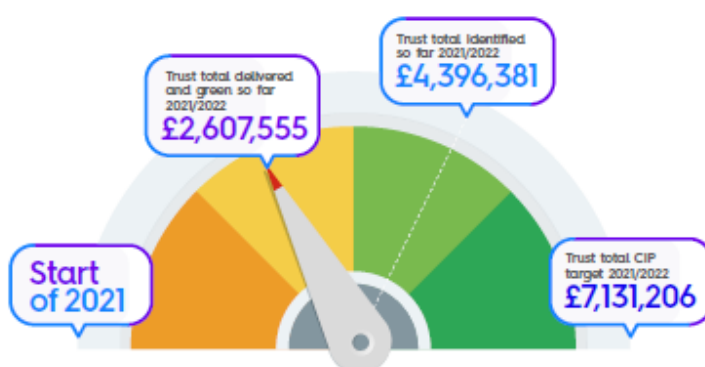 Trust total Identified
so far 2021/2022
£4,396,381
Trust total delivered
and green so far
2021/2022
£2,607,555
Start
of 2021
Trust total CIP
target 2021/2022
£7,131,206